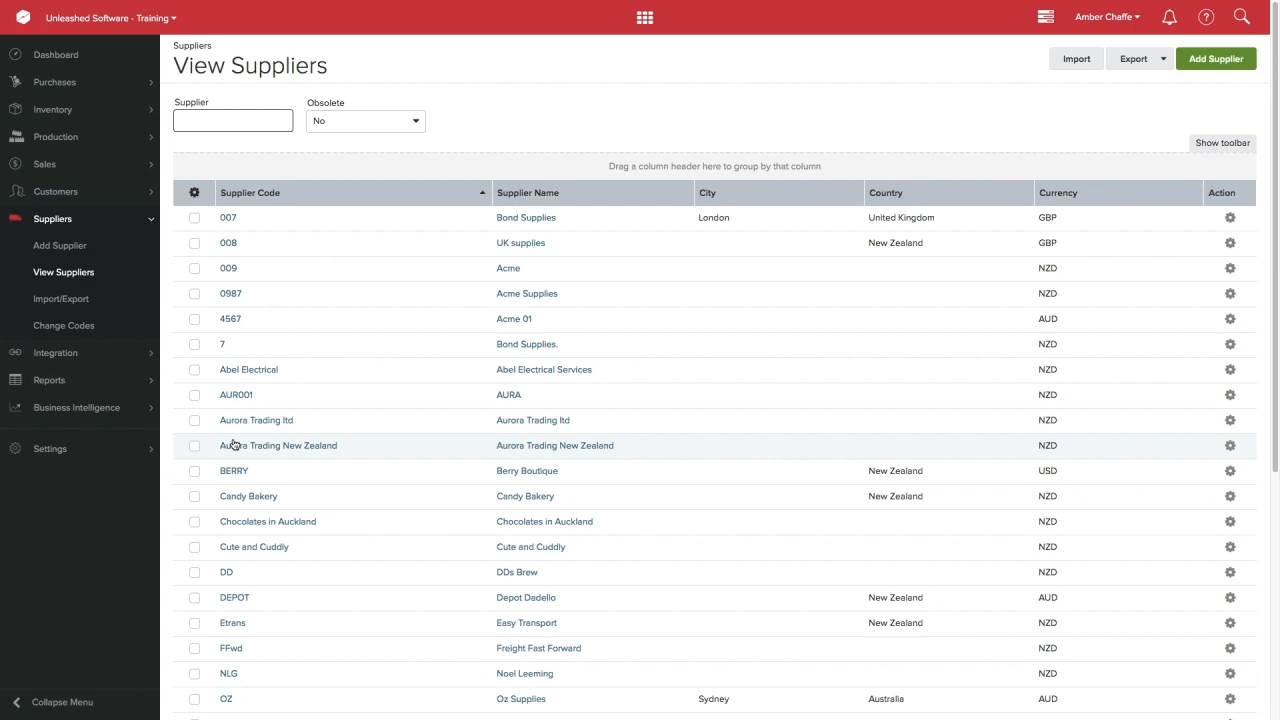 Unleashed Software - Training
Amber Chaffe
Dashboard
Purchases
Inventory
Production
Sales
Customers
Suppliers
Add Supplier
View Suppliers
Import/Export
Change Codes
Integration
Reports
Business Intelligence
Settings
Collapse Menu
Suppliers
View Suppliers
Import
Export
Add Supplier
Supplier
Obsolete
No
Show toolbar
Drag a column header here to group by that column
Supplier Code Supplier Name City Country Currency Action
007 Bond Supplies London United Kingdom GBP
008 UK supplies New Zealand GBP
009 Acme NZD
0987 Acme Supplies NZD
4567 Acme 01 AUD
7 Bond Supplies. NZD
Abel Electrical Abel Electrical Services NZD
AUR001 AURA NZD
Aurora Trading ltd Aurora Trading ltd NZD
Aurora Trading New Zealand Aurora Trading New Zealand NZD
BERRY Berry Boutique New Zealand USD
Candy Bakery Candy Bakery New Zealand NZD
Chocolates in Auckland Chocolates in Auckland NZD
Cute and Cuddly Cute and Cuddly NZD
DD DDs Brew NZD
DEPOT Depot Dadello New Zealand AUD
Etrans Easy Transport New Zealand NZD
FFwd Freight Fast Forward NZD
NLG Noel Leeming NZD
OZ Oz Supplies Sydney Australia AUD